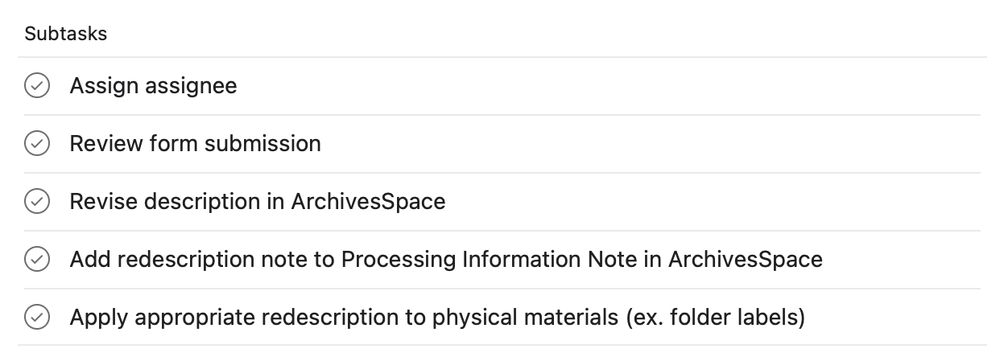 Subtasks
Assign assignee
Review form submission
Revise description in ArchivesSpace
Add redescription note to Processing Information Note in ArchivesSpace
Apply appropriate redescription to physical materials (ex. folder labels)